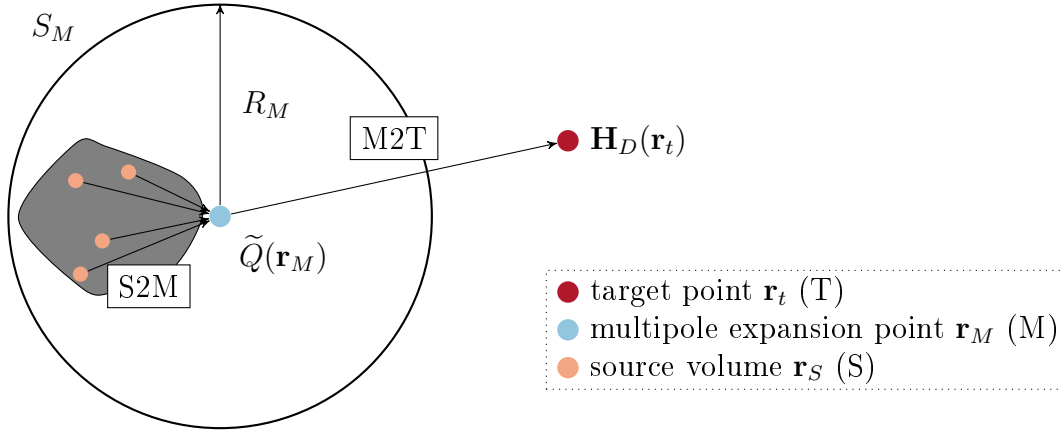 S_M
R_M
M2T
H_D(r_t)
Q̃(r_M)
S2M
target point r_t (T)
multipole expansion point r_M (M)
source volume r_S (S)